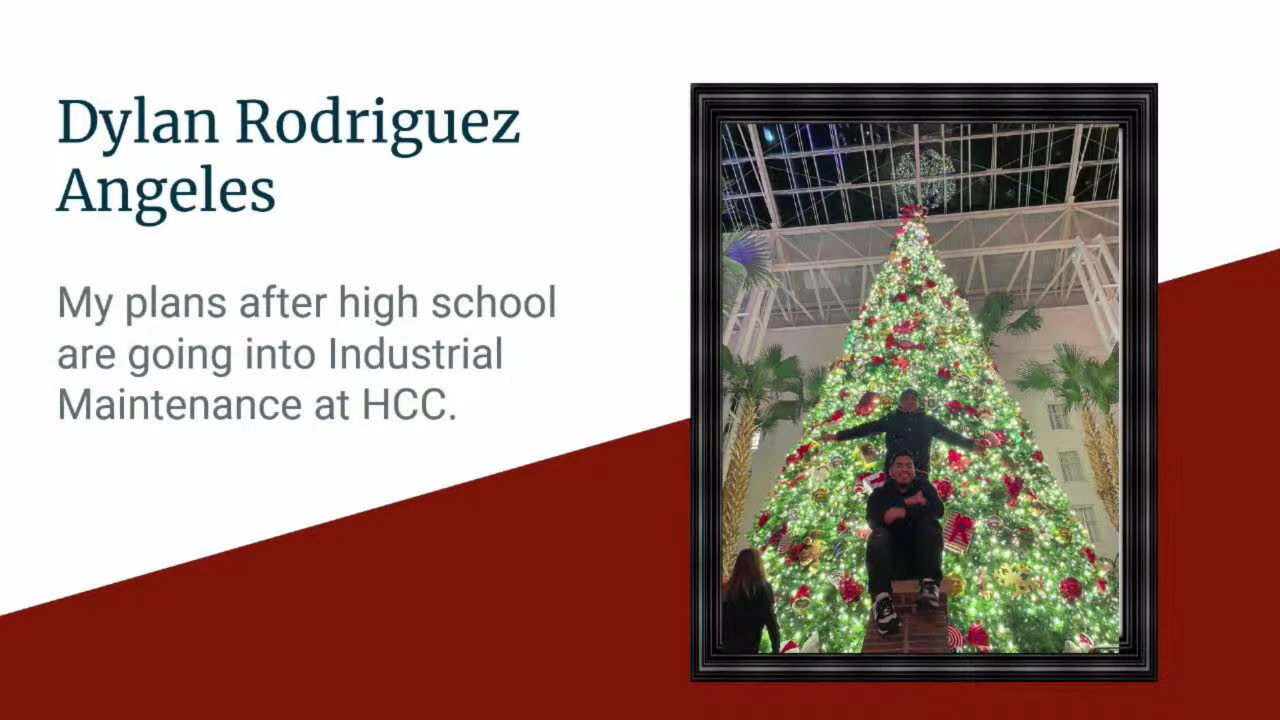 Dylan Rodriguez
Angeles
My plans after high school
are going into Industrial
Maintenance at HCC.